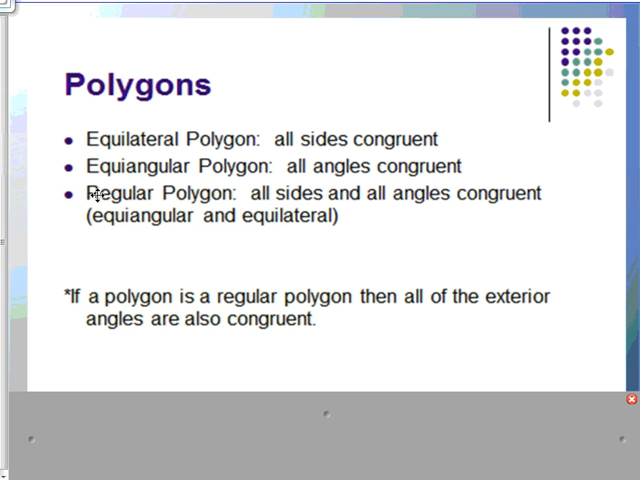 Polygons
Equilateral Polygon: all sides congruent
Equiangular Polygon: all angles congruent
Regular Polygon: all sides and all angles congruent
(equiangular and equilateral)
*If a polygon is a regular polygon then all of the exterior
angles are also congruent.